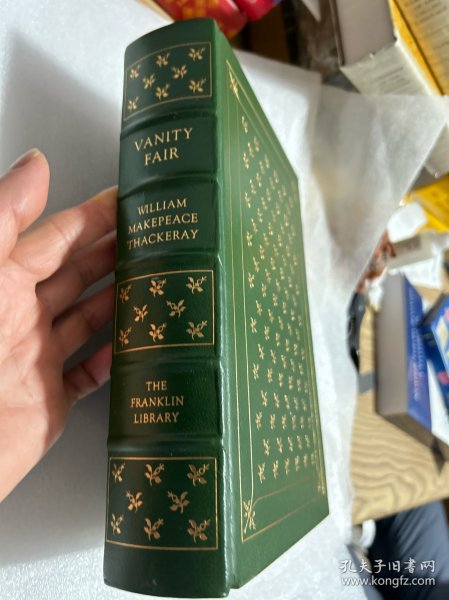 VANITY
FAIR
WILLIAM
MAKEPEACE
THACKERAY
THE
FRANKLIN
LIBRARY
孔夫子旧书网
www.kongfz.com